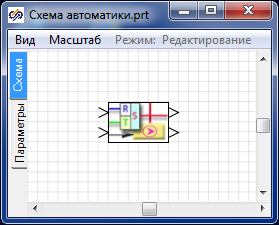 Схема автоматики.prt
Вид Масштаб Режим: Редактирование
Схема
Параметры
R
S
T